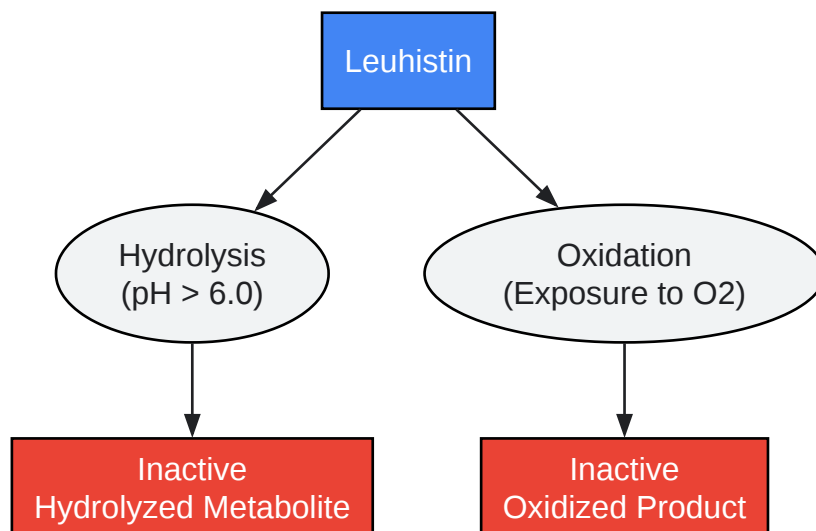 Leuhistin
Hydrolysis
(pH > 6.0)
Oxidation
(Exposure to O2)
Inactive
Hydrolyzed Metabolite
Inactive
Oxidized Product